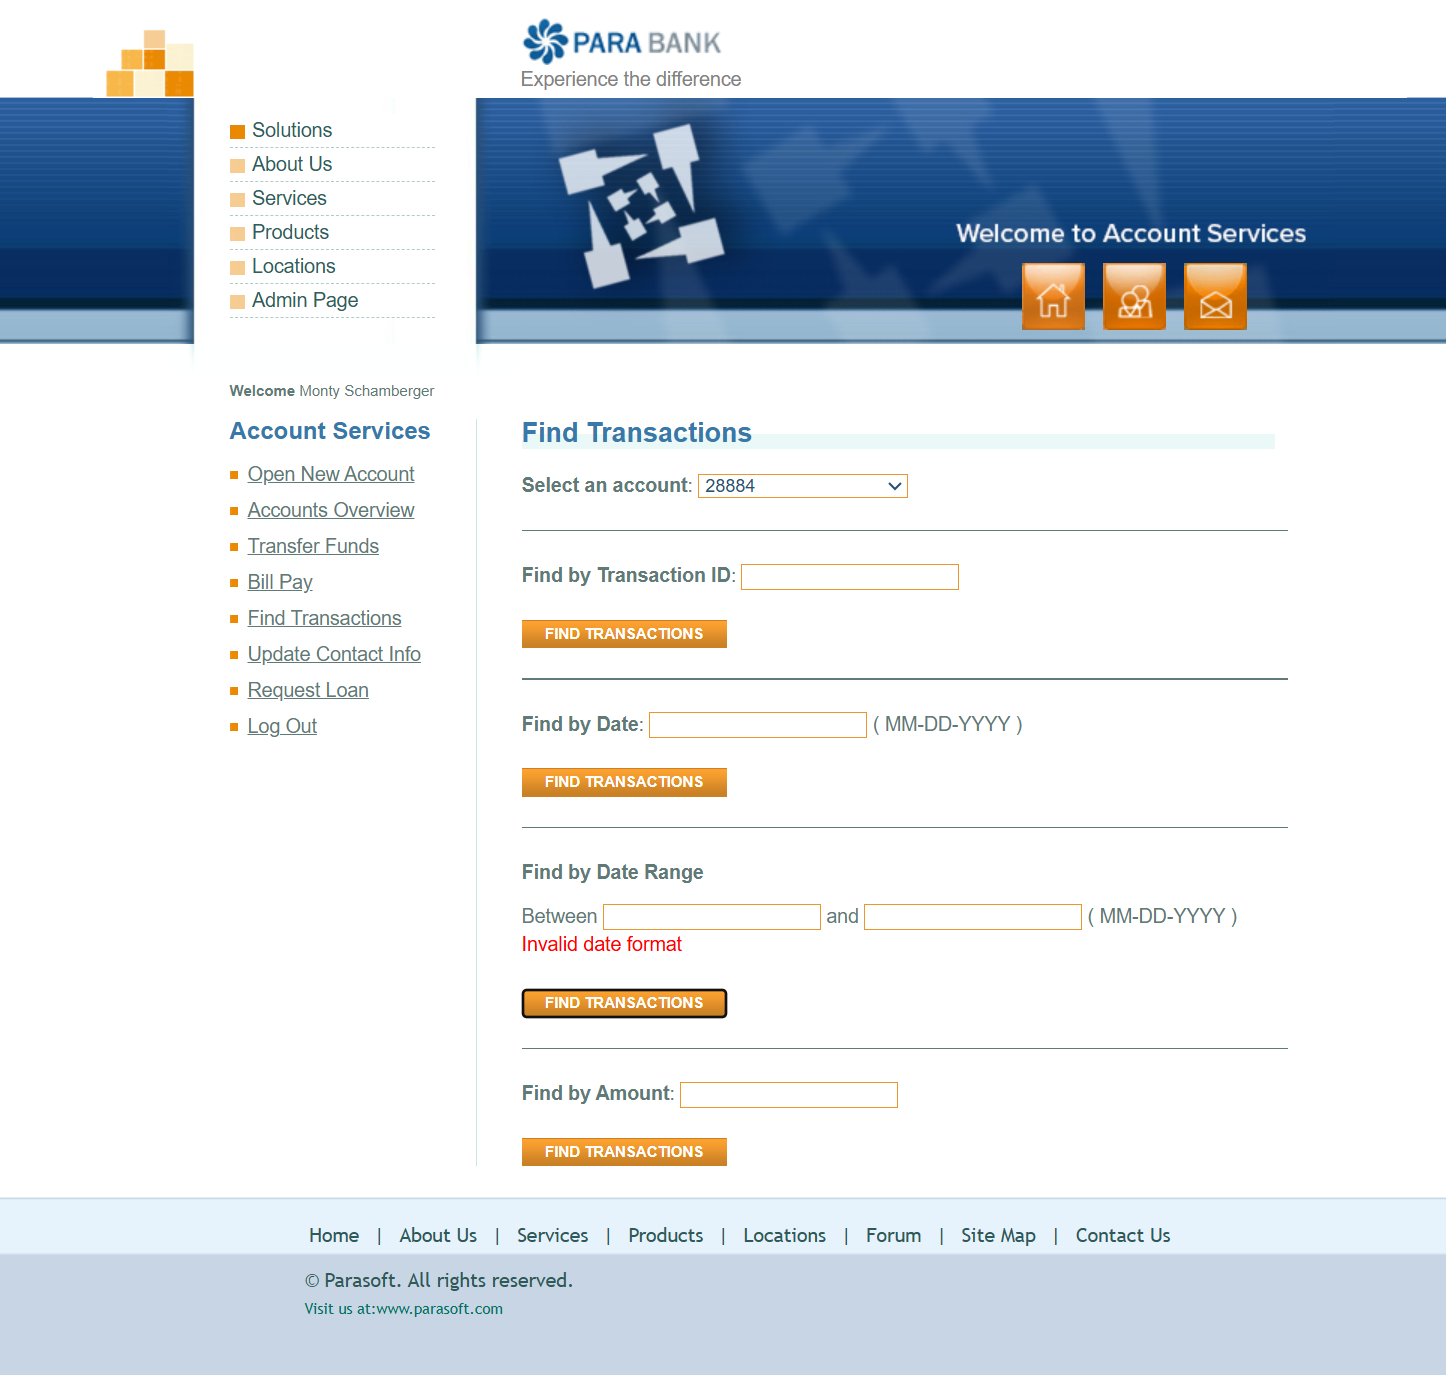 PARA BANK
Experience the difference
Solutions
About Us
Services
Products
Locations
Admin Page
Welcome to Account Services
Welcome Monty Schamberger
Account Services
Open New Account
Accounts Overview
Transfer Funds
Bill Pay
Find Transactions
Update Contact Info
Request Loan
Log Out
Find Transactions
Select an account: 28884
Find by Transaction ID:
FIND TRANSACTIONS
Find by Date: ( MM-DD-YYYY )
FIND TRANSACTIONS
Find by Date Range
Between and ( MM-DD-YYYY )
Invalid date format
FIND TRANSACTIONS
Find by Amount:
FIND TRANSACTIONS
Home | About Us | Services | Products | Locations | Forum | Site Map | Contact Us
© Parasoft. All rights reserved.
Visit us at:www.parasoft.com